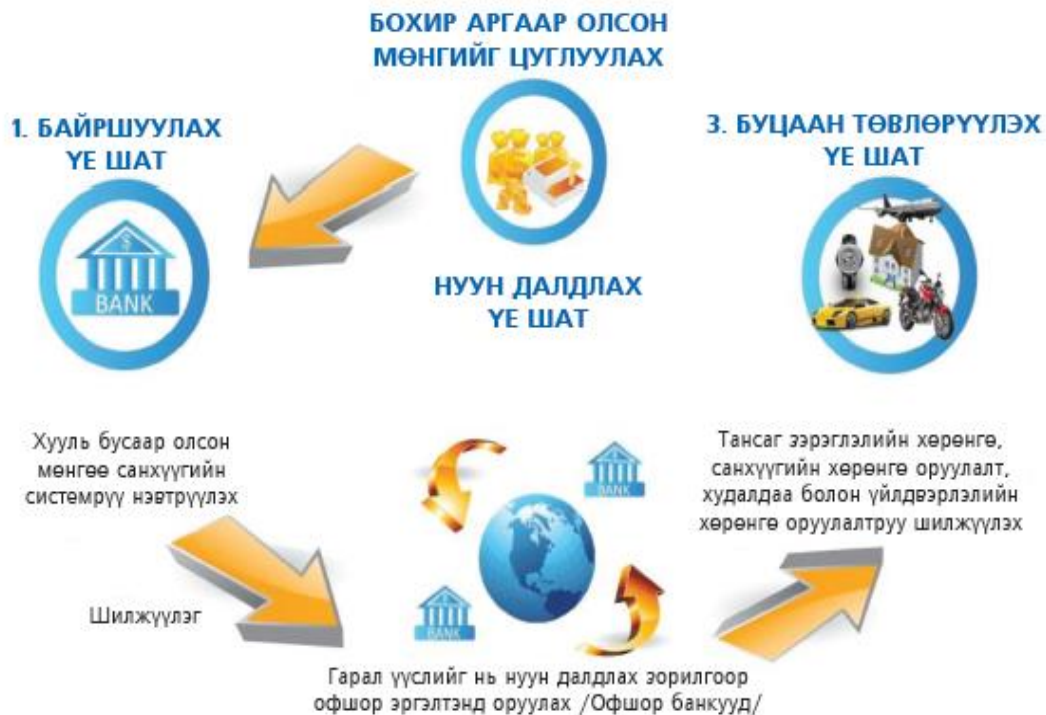 БОХИР АРГААР ОЛСОН
МӨНГИЙГ ЦУГЛУУЛАХ
1. БАЙРШУУЛАХ
ҮЕ ШАТ
3. БУЦААН ТӨВЛӨРҮҮЛЭХ
ҮЕ ШАТ
$
BANK
НУУН ДАЛДЛАХ
ҮЕ ШАТ
Хууль бусаар олсон
мөнгөө санхүүгийн
системрүү нэвтрүүлэх
Тансаг зэрэглэлийн хөрөнгө,
санхүүгийн хөрөнгө оруулалт,
худалдаа болон үйлдвэрлэлийн
хөрөнгө оруулалтруу шилжүүлэх
BANK
Шилжүүлэг
BANK
Гарал үүслийг нь нуун далдлах зорилгоор
офшор эргэлтэнд оруулах /Офшор банкууд/